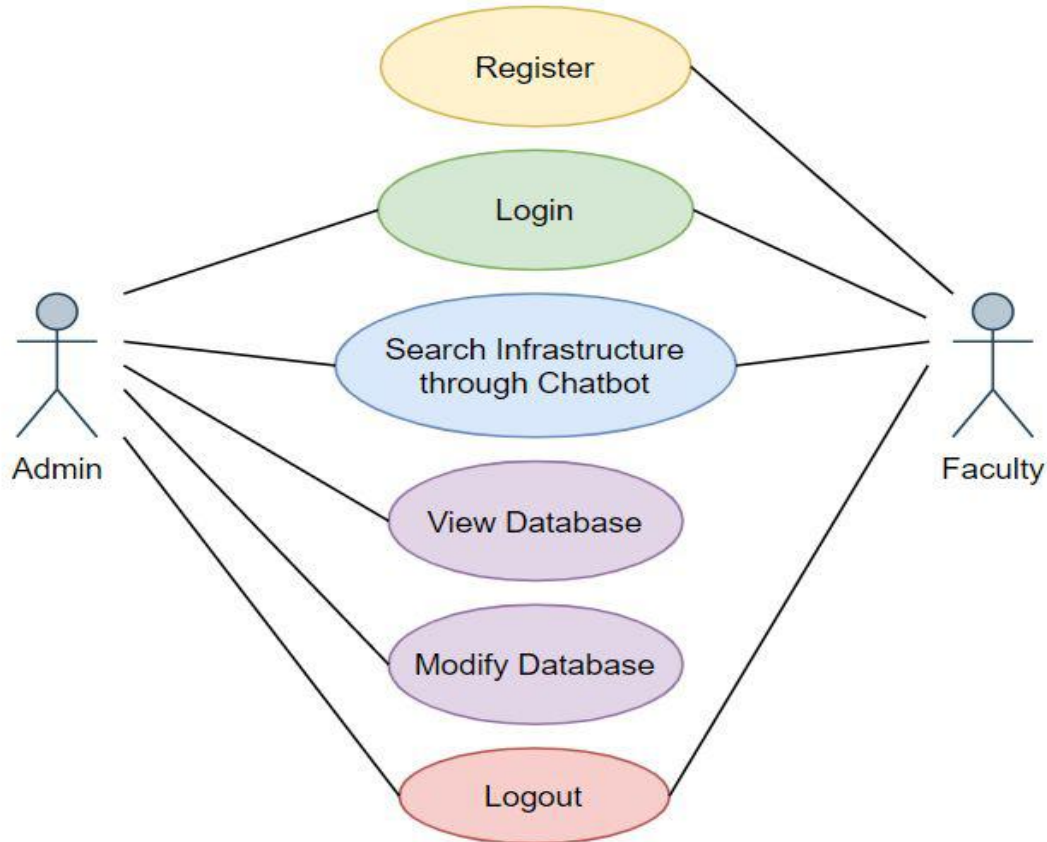 Register
Login
Search Infrastructure
through Chatbot
Admin
Faculty
View Database
Modify Database
Logout